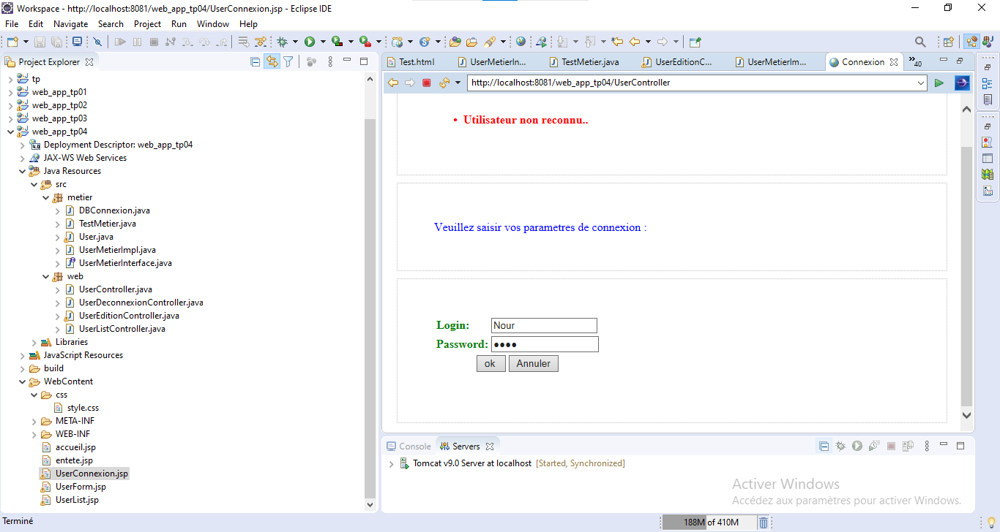 Workspace - http://localhost:8081/web_app_tp04/UserConnexion.jsp - Eclipse IDE
File Edit Navigate Search Project Run Window Help
Project Explorer
tp
web_app_tp01
web_app_tp02
web_app_tp03
web_app_tp04
Deployment Descriptor: web_app_tp04
JAX-WS Web Services
Java Resources
src
metier
DBConnexion.java
TestMetier.java
User.java
UserMetierImpl.java
UserMetierInterface.java
web
UserController.java
UserDeconnexionController.java
UserEditionController.java
UserListController.java
Libraries
JavaScript Resources
build
WebContent
css
style.css
META-INF
WEB-INF
accueil.jsp
entete.jsp
UserConnexion.jsp
UserForm.jsp
UserList.jsp
Test.html UserMetierIn... TestMetier.java UserEditionC... UserMetierIm... Connexion 40
http://localhost:8081/web_app_tp04/UserController
• Utilisateur non reconnu..
Veuillez saisir vos parametres de connexion :
Login: Nour
Password: ●●●●
ok Annuler
Console Servers
Tomcat v9.0 Server at localhost [Started, Synchronized]
Activer Windows
Accédez aux paramètres pour activer Windows.
Terminé
188M of 410M